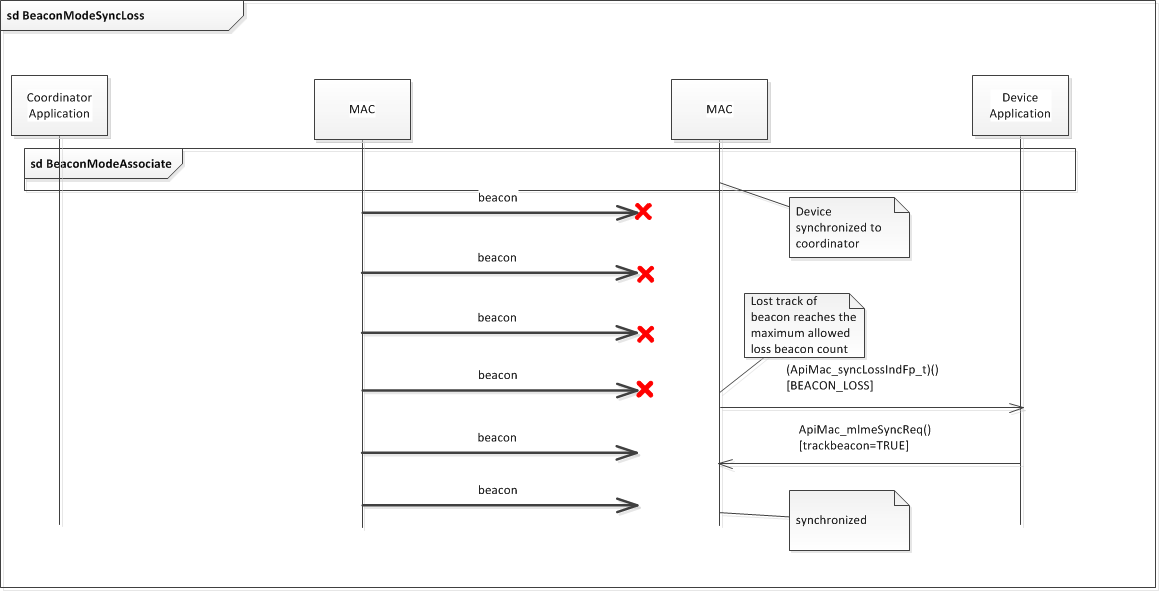 sd BeaconModeSyncLoss
Coordinator
Application
MAC
MAC
Device
Application
sd BeaconModeAssociate
beacon
Device
synchronized to
coordinator
beacon
Lost track of
beacon reaches the
maximum allowed
loss beacon count
beacon
(ApiMac_syncLossIndFp_t)()
[BEACON_LOSS]
beacon
ApiMac_mlmeSyncReq()
[trackbeacon=TRUE]
beacon
beacon
synchronized